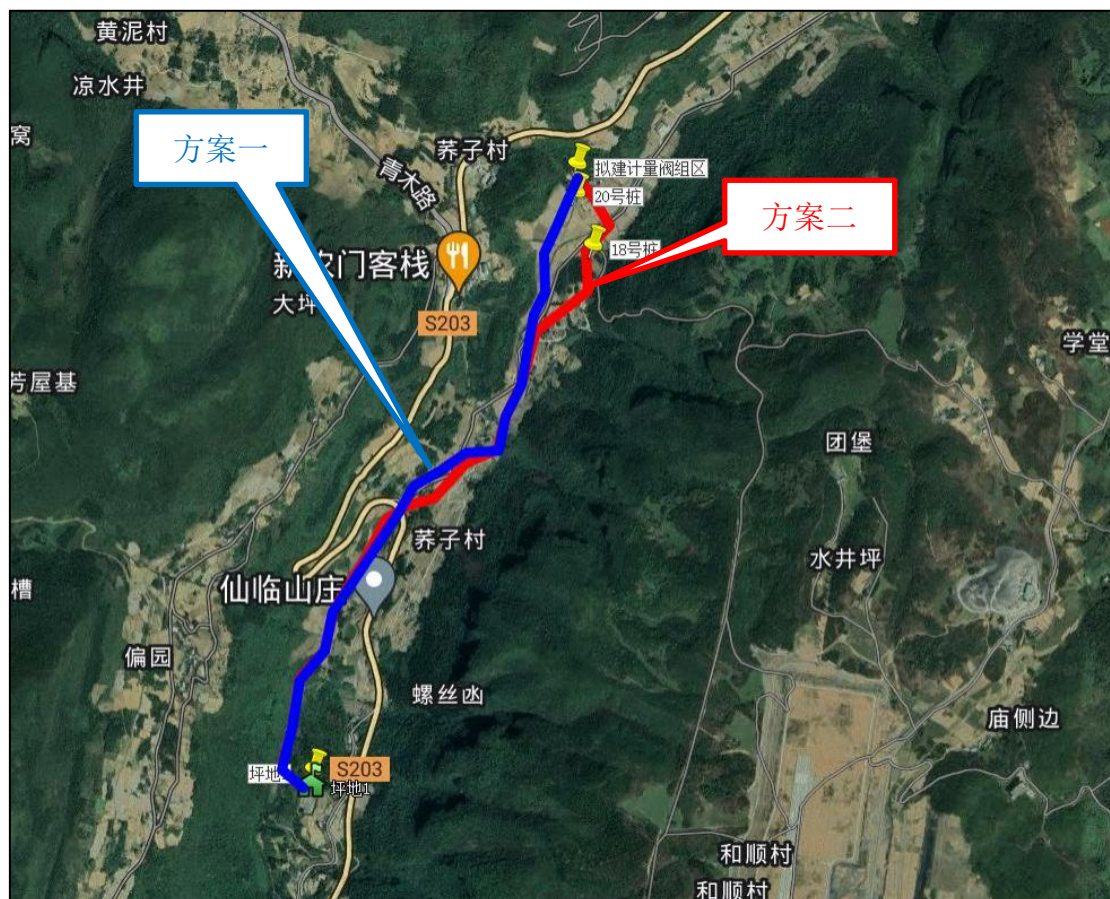 黄泥村
凉水井
窝
方案一
荞子村
青木路
拟建计量阀组区
20号桩
18号桩
方案二
新农门客栈
大坪
S203
学堂
芳屋基
团堡
荞子村
水井坪
仙临山庄
槽
偏园
螺丝凼
庙侧边
坪地
S203
坪地1
和顺村
和顺村